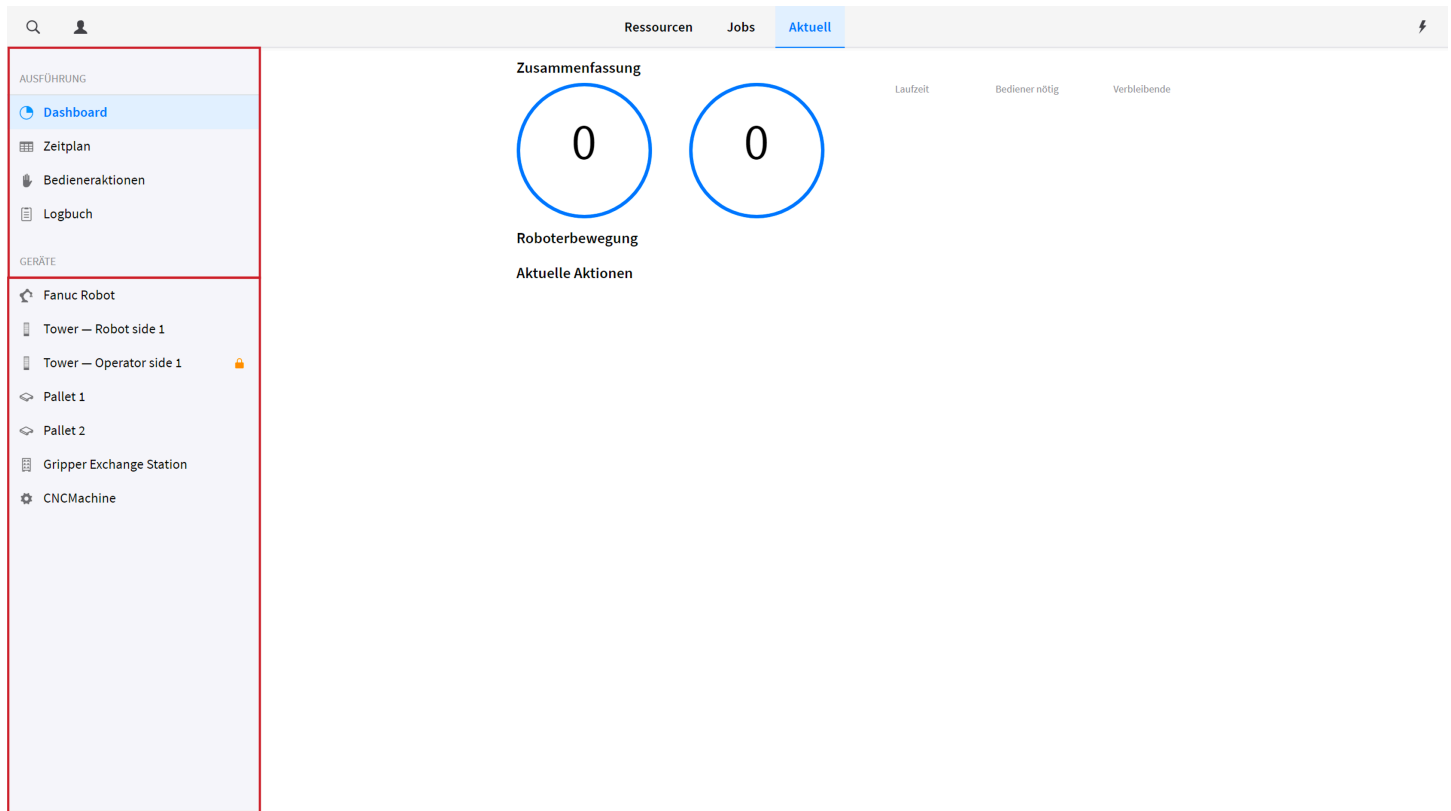 Ressourcen Jobs Aktuell
AUSFÜHRUNG
Dashboard
Zeitplan
Bedieneraktionen
Logbuch
GERÄTE
Fanuc Robot
Tower — Robot side 1
Tower — Operator side 1
Pallet 1
Pallet 2
Gripper Exchange Station
CNCMachine
Zusammenfassung
0 0
Laufzeit Bediener nötig Verbleibende
Roboterbewegung
Aktuelle Aktionen